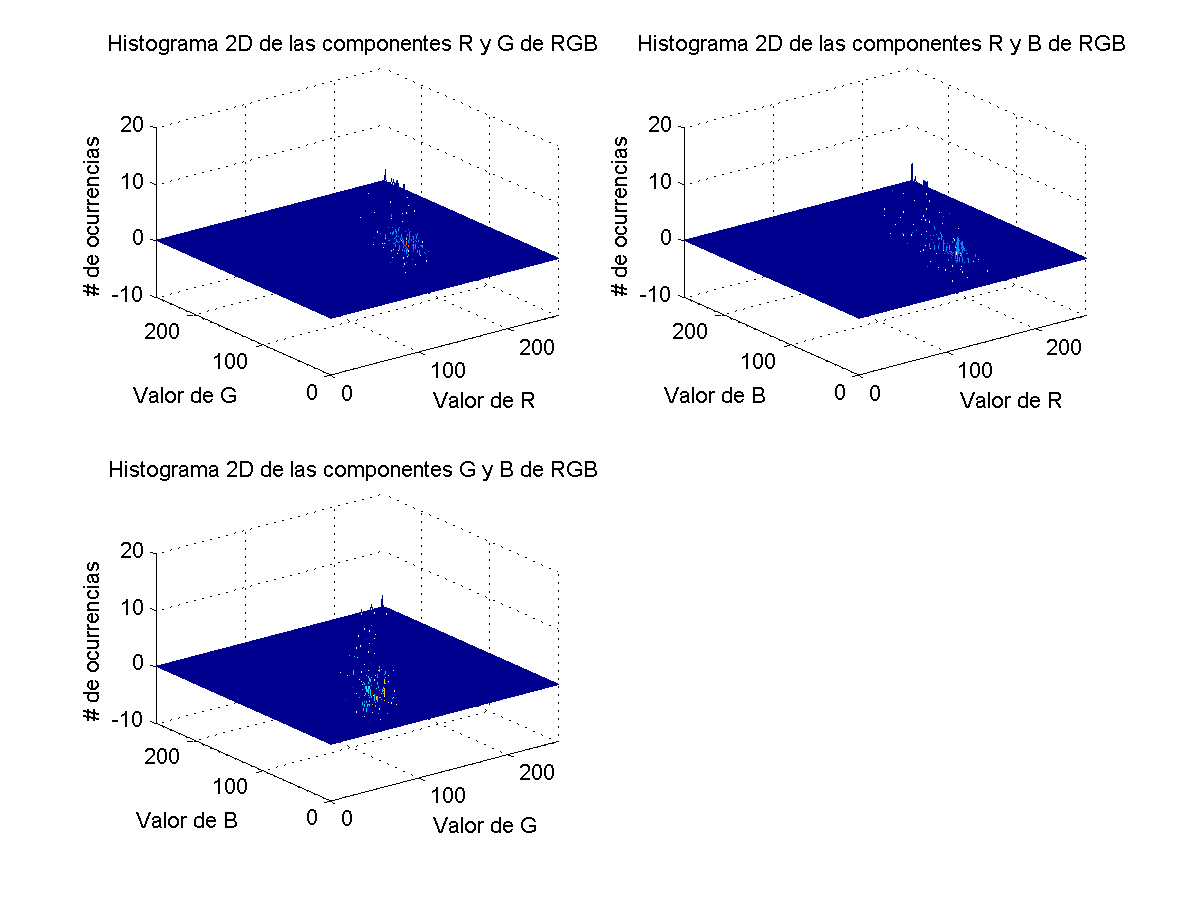 Histograma 2D de las componentes R y G de RGB
20
10
0
-10
# de ocurrencias
200
100
0
Valor de G
0
100
200
Valor de R
Histograma 2D de las componentes R y B de RGB
20
10
0
-10
# de ocurrencias
200
100
0
Valor de B
0
100
200
Valor de R
Histograma 2D de las componentes G y B de RGB
20
10
0
-10
# de ocurrencias
200
100
0
Valor de B
0
100
200
Valor de G